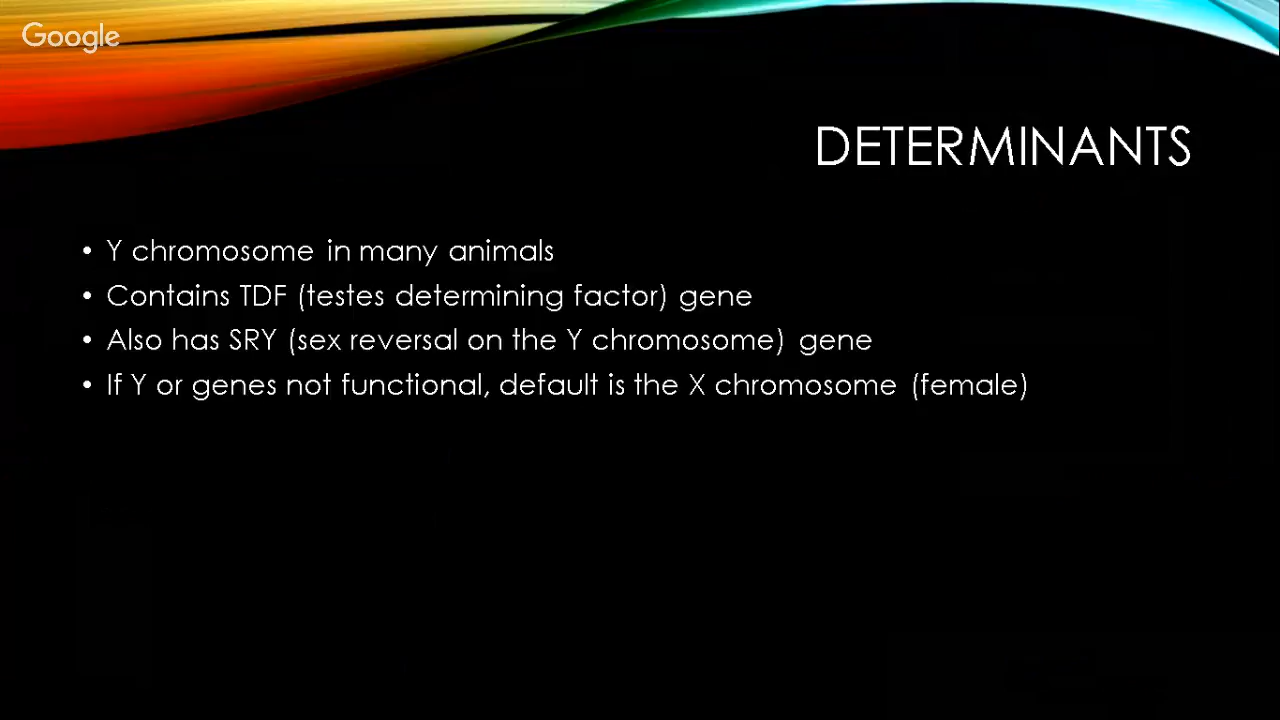 Google
DETERMINANTS
• Y chromosome in many animals
• Contains TDF (testes determining factor) gene
• Also has SRY (sex reversal on the Y chromosome) gene
• If Y or genes not functional, default is the X chromosome (female)